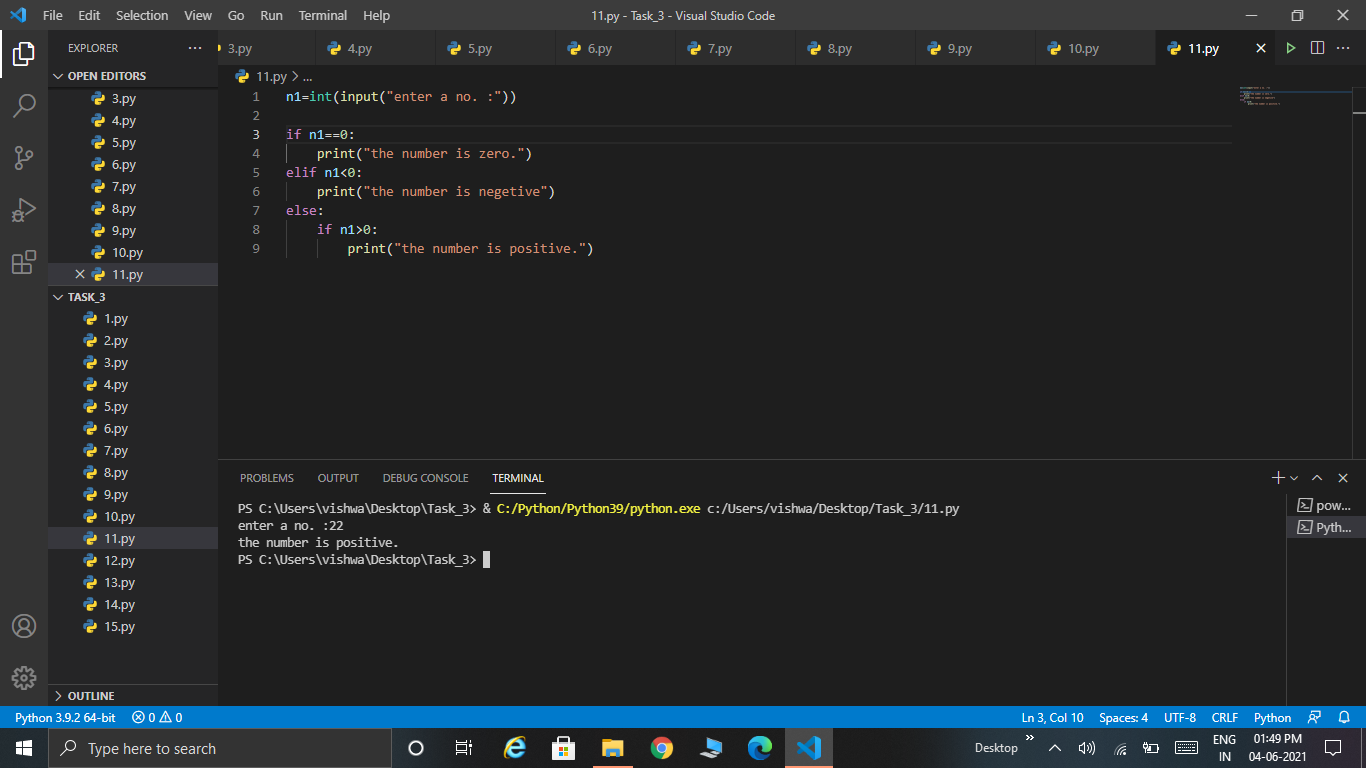 File Edit Selection View Go Run Terminal Help 11.py - Task_3 - Visual Studio Code
EXPLORER ... 3.py 4.py 5.py 6.py 7.py 8.py 9.py 10.py 11.py
OPEN EDITORS
3.py
4.py
5.py
6.py
7.py
8.py
9.py
10.py
11.py
TASK_3
1.py
2.py
3.py
4.py
5.py
6.py
7.py
8.py
9.py
10.py
11.py
12.py
13.py
14.py
15.py
OUTLINE
11.py > ...
1 n1=int(input("enter a no. :"))
2
3 if n1==0:
4     print("the number is zero.")
5 elif n1<0:
6     print("the number is negetive")
7 else:
8     if n1>0:
9         print("the number is positive.")
PROBLEMS OUTPUT DEBUG CONSOLE TERMINAL
PS C:\Users\vishwa\Desktop\Task_3> & C:/Python/Python39/python.exe c:/Users/vishwa/Desktop/Task_3/11.py
enter a no. :22
the number is positive.
PS C:\Users\vishwa\Desktop\Task_3>
pow...
Pyth...
Python 3.9.2 64-bit 0 0 Ln 3, Col 10 Spaces: 4 UTF-8 CRLF Python
Type here to search Desktop » ENG 01:49 PM
IN 04-06-2021